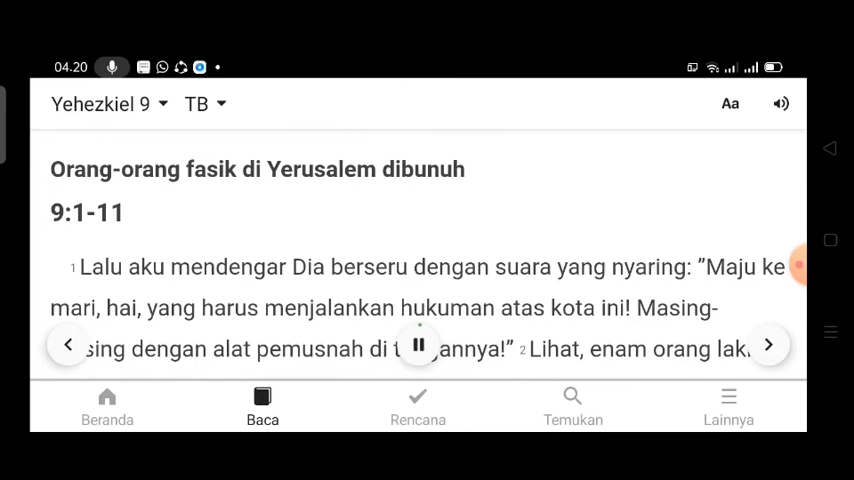 04.20
Yehezkiel 9 TB Aa
Orang-orang fasik di Yerusalem dibunuh
9:1-11
1 Lalu aku mendengar Dia berseru dengan suara yang nyaring: ”Maju ke
mari, hai, yang harus menjalankan hukuman atas kota ini! Masing-
sing dengan alat pemusnah di t gannya!” 2 Lihat, enam orang lak
Beranda Baca Rencana Temukan Lainnya